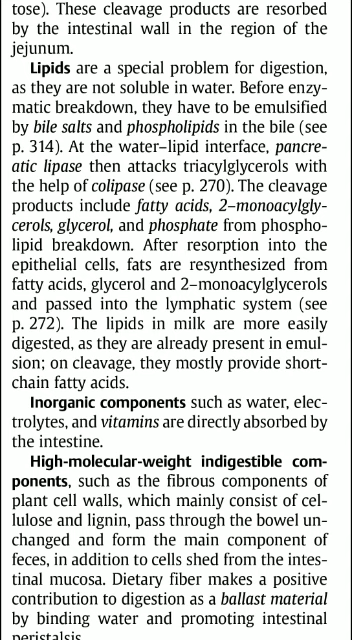 tose). These cleavage products are resorbed
by the intestinal wall in the region of the
jejunum.
Lipids are a special problem for digestion,
as they are not soluble in water. Before enzy-
matic breakdown, they have to be emulsified
by bile salts and phospholipids in the bile (see
p. 314). At the water–lipid interface, pancre-
atic lipase then attacks triacylglycerols with
the help of colipase (see p. 270). The cleavage
products include fatty acids, 2–monoacylgly-
cerols, glycerol, and phosphate from phospho-
lipid breakdown. After resorption into the
epithelial cells, fats are resynthesized from
fatty acids, glycerol and 2–monoacylglycerols
and passed into the lymphatic system (see
p. 272). The lipids in milk are more easily
digested, as they are already present in emul-
sion; on cleavage, they mostly provide short-
chain fatty acids.
Inorganic components such as water, elec-
trolytes, and vitamins are directly absorbed by
the intestine.
High-molecular-weight indigestible com-
ponents, such as the fibrous components of
plant cell walls, which mainly consist of cel-
lulose and lignin, pass through the bowel un-
changed and form the main component of
feces, in addition to cells shed from the intes-
tinal mucosa. Dietary fiber makes a positive
contribution to digestion as a ballast material
by binding water and promoting intestinal
peristalsis.